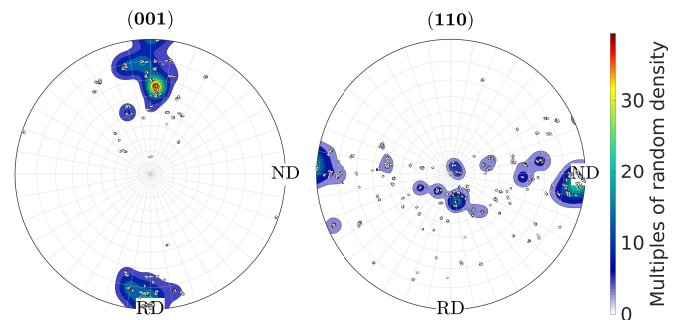 (001)
(110)
ND
ND
RD
RD
0
10
20
30
Multiples of random density